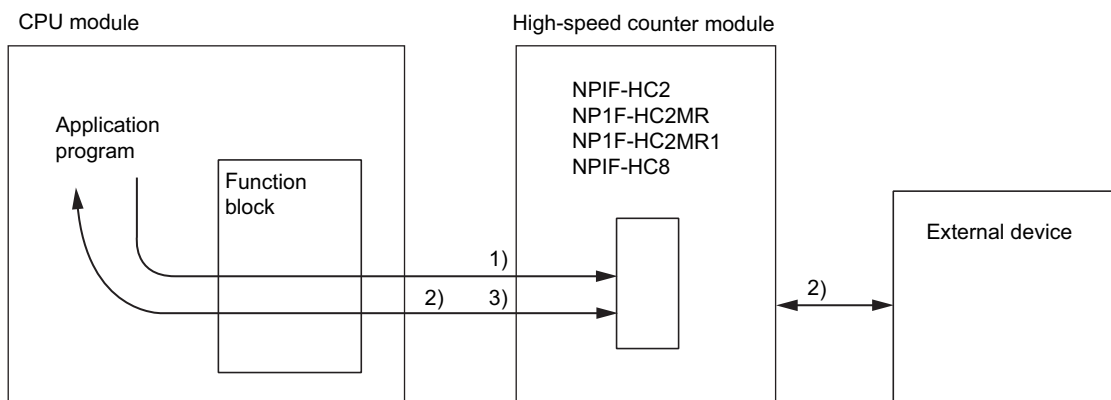 CPU module
High-speed counter module
NPIF-HC2
NP1F-HC2MR
NP1F-HC2MR1
NPIF-HC8
Application
program
Function
block
External device
1)
2)
3)
2)